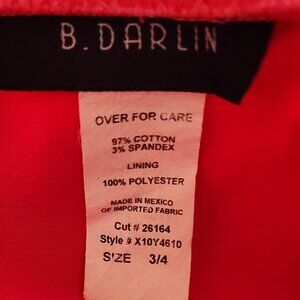 B. DARLIN
OVER FOR CARE
97% COTTON
3% SPANDEX
LINING
100% POLYESTER
MADE IN MEXICO
OF IMPORTED FABRIC
Cut # 26164
Style # X10Y4610
SIZE 3/4